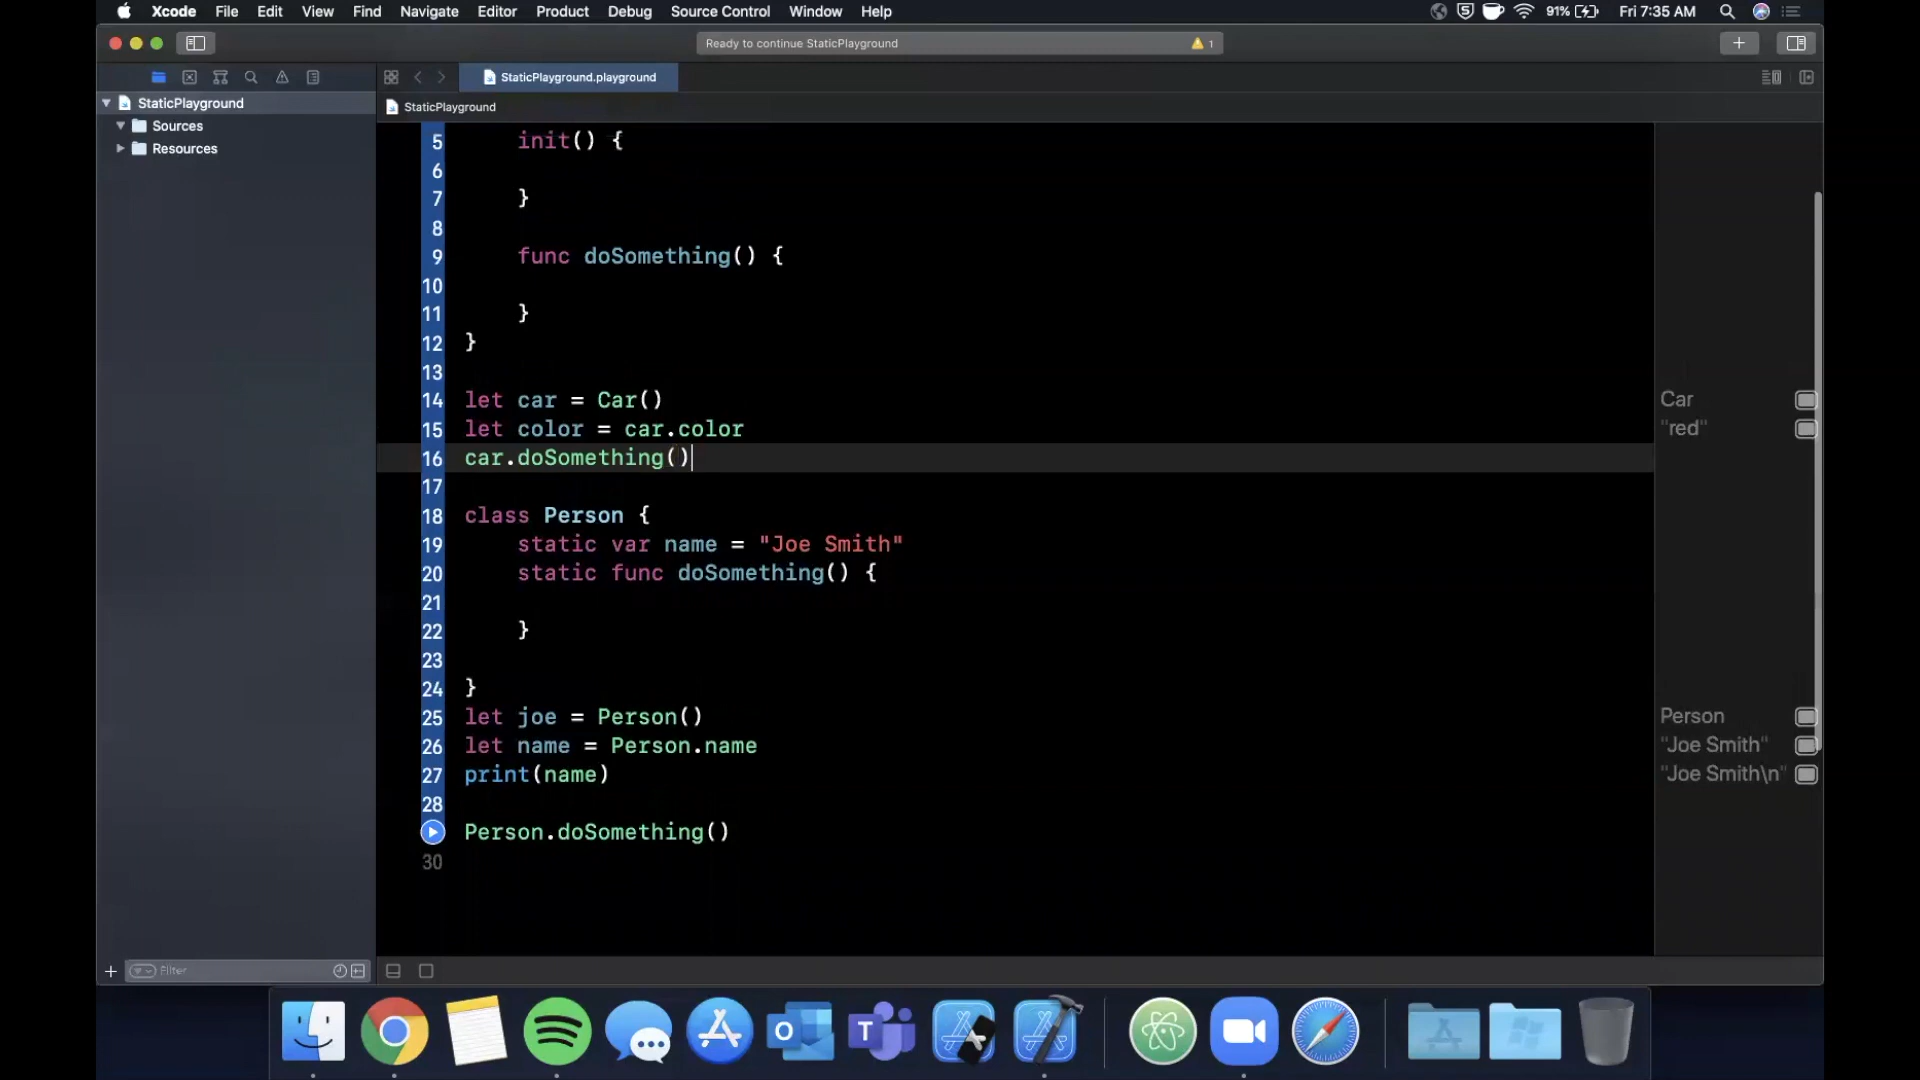 Xcode File Edit View Find Navigate Editor Product Debug Source Control Window Help 91% Fri 7:35 AM
Ready to continue StaticPlayground 1
StaticPlayground.playground
StaticPlayground
StaticPlayground
Sources
Resources
5 init() {
6
7 }
8
9 func doSomething() {
10
11 }
12 }
13
14 let car = Car() Car
15 let color = car.color "red"
16 car.doSomething()
17
18 class Person {
19 static var name = "Joe Smith"
20 static func doSomething() {
21
22 }
23
24 }
25 let joe = Person() Person
26 let name = Person.name "Joe Smith"
27 print(name) "Joe Smith\n"
28
Person.doSomething()
30
Filter